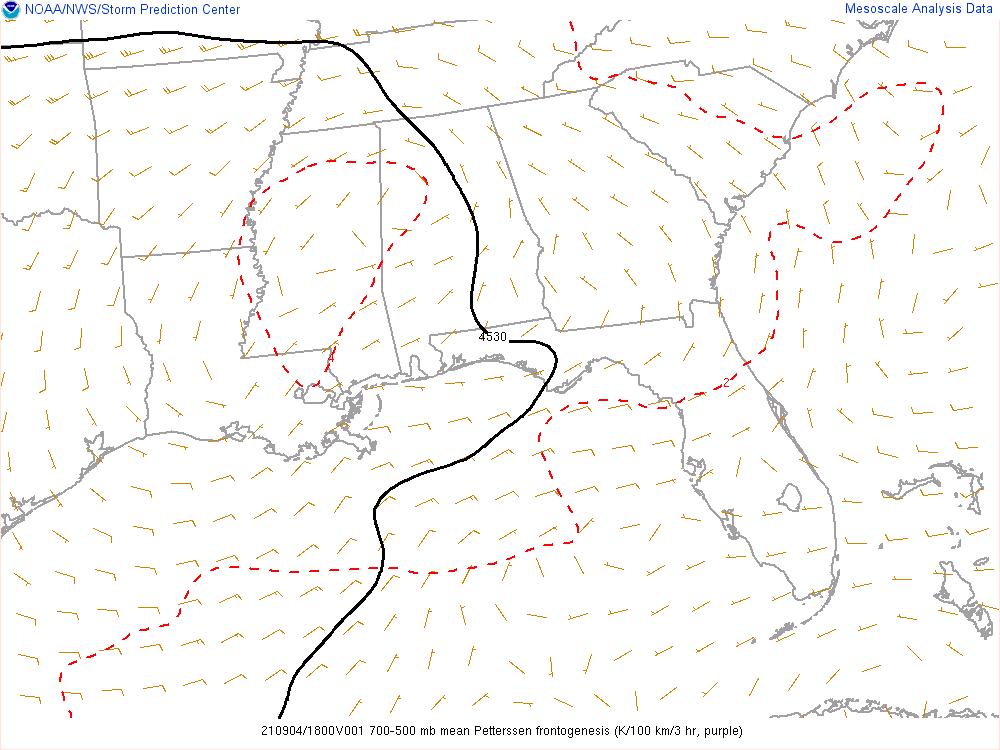 NOAA/NWS/Storm Prediction Center
Mesoscale Analysis Data
4530
2
210904/1800V001 700-500 mb mean Petterssen frontogenesis (K/100 km/3 hr, purple)